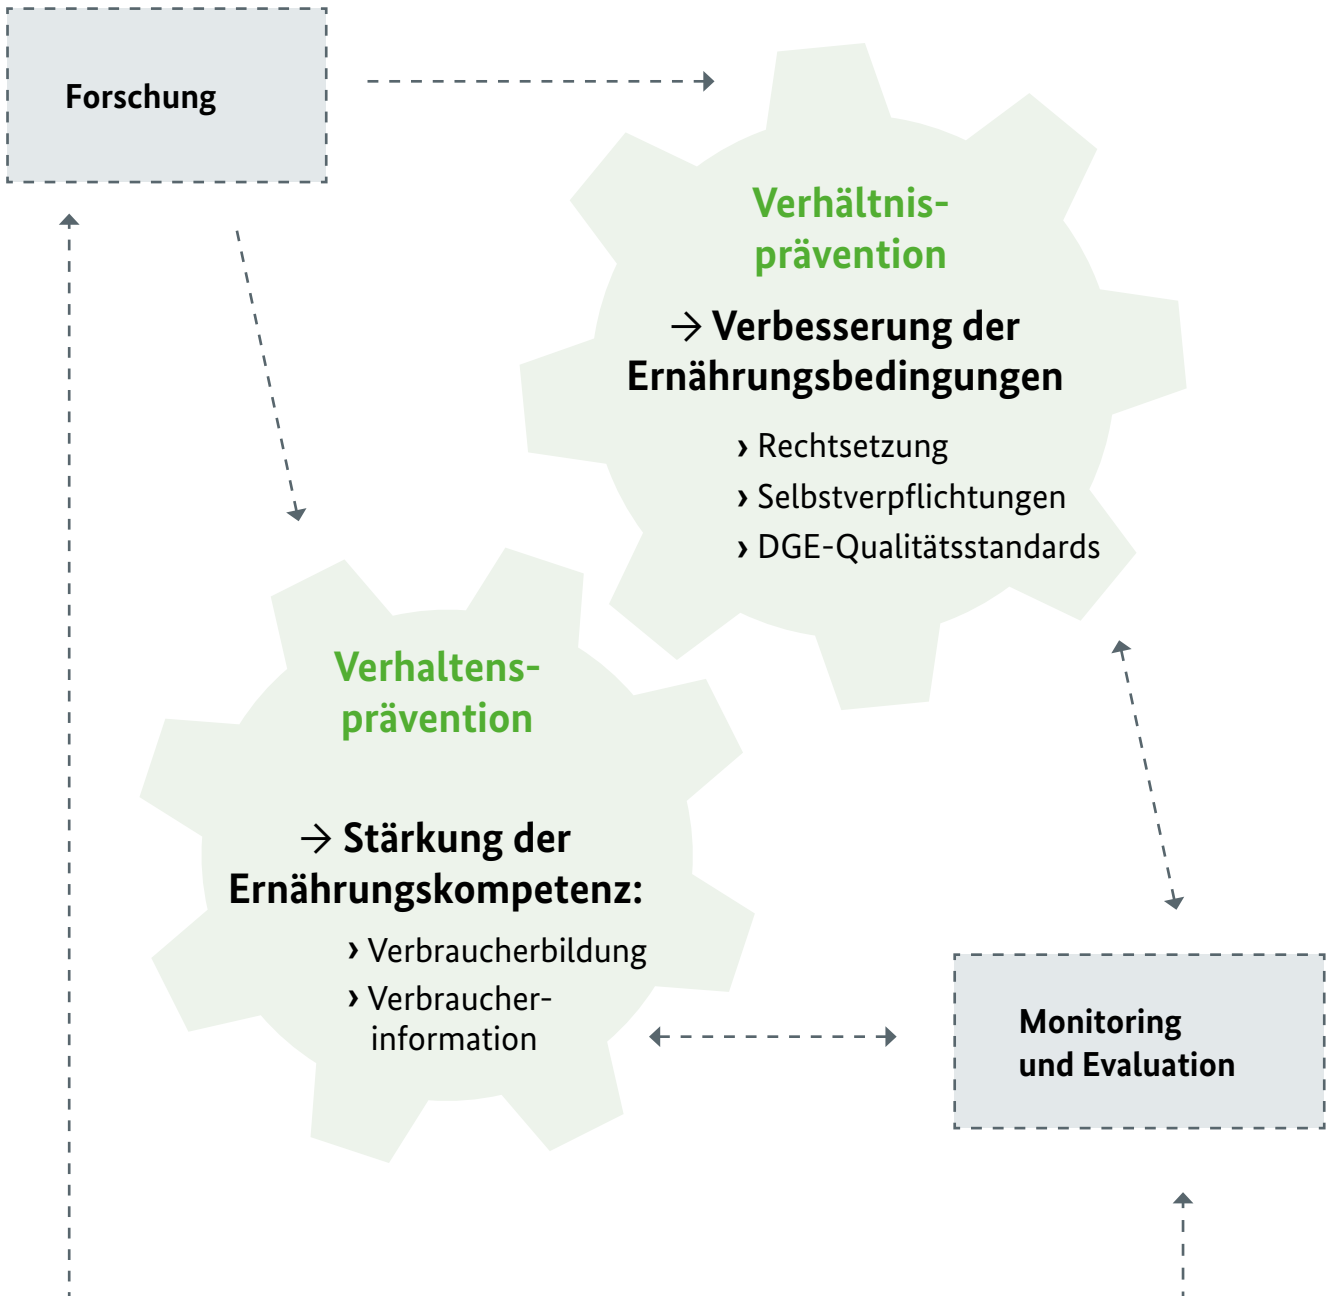 Forschung
Verhältnis-
prävention
→ Verbesserung der
Ernährungsbedingungen
› Rechtsetzung
› Selbstverpflichtungen
› DGE-Qualitätsstandards
Verhaltens-
prävention
→ Stärkung der
Ernährungskompetenz:
› Verbraucherbildung
› Verbraucher-
information
Monitoring
und Evaluation